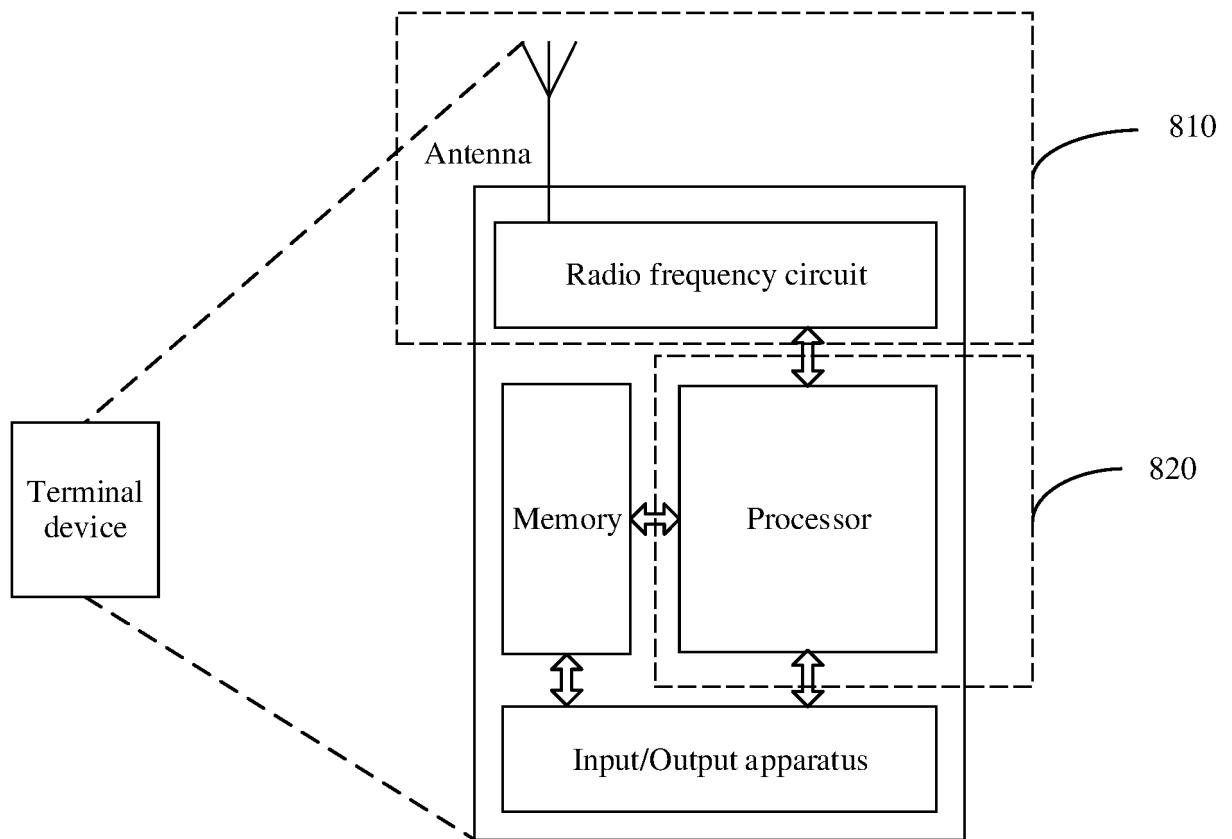 810
Antenna
Radio frequency circuit
820
Terminal
device
Memory
Processor
Input/Output apparatus